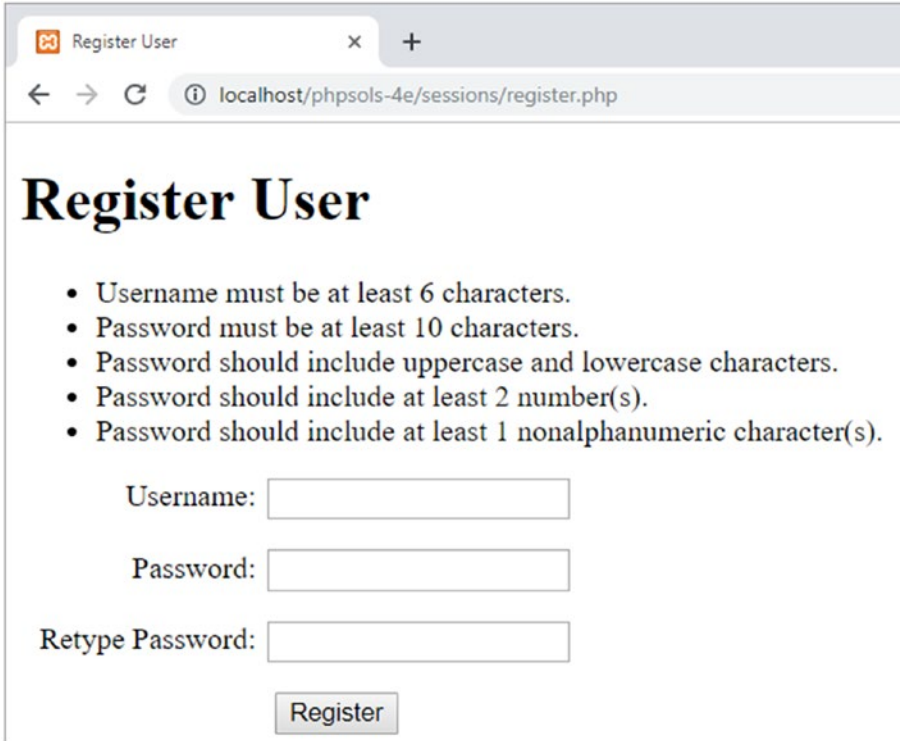 Register User
localhost/phpsols-4e/sessions/register.php
Register User
• Username must be at least 6 characters.
• Password must be at least 10 characters.
• Password should include uppercase and lowercase characters.
• Password should include at least 2 number(s).
• Password should include at least 1 nonalphanumeric character(s).
Username:
Password:
Retype Password:
Register